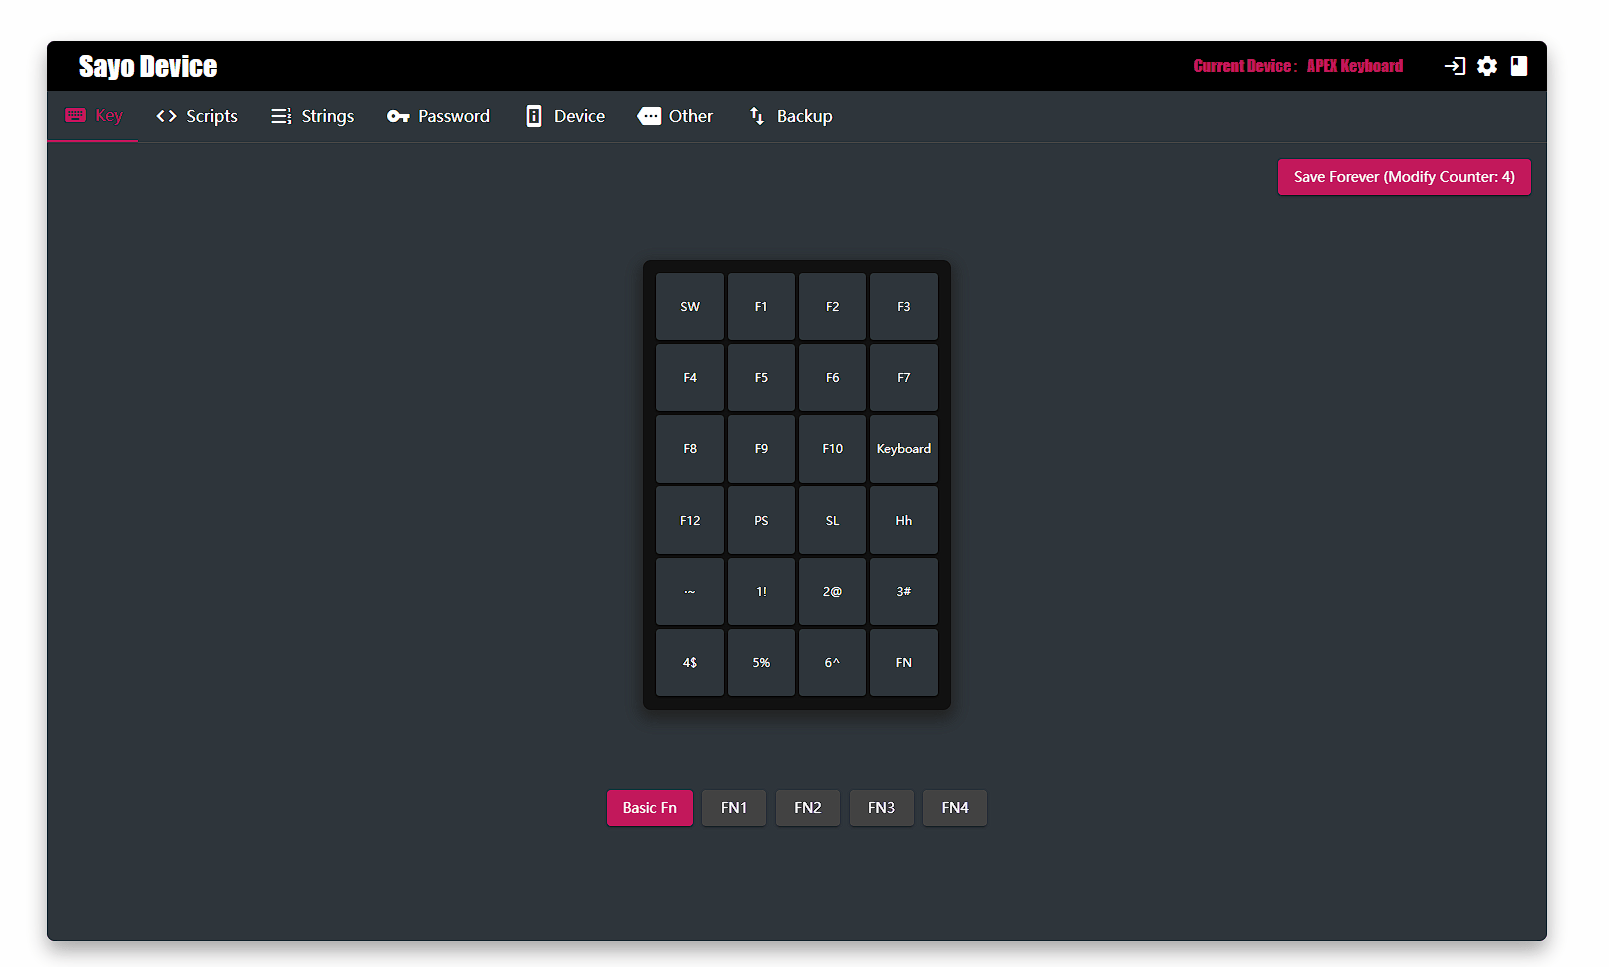 Sayo Device
Current Device： APEX Keyboard
Key Scripts Strings Password Device Other Backup
Save Forever (Modify Counter: 4)
SW F1 F2 F3
F4 F5 F6 F7
F8 F9 F10 Keyboard
F12 PS SL Hh
·~ 1! 2@ 3#
4$ 5% 6^ FN
Basic Fn FN1 FN2 FN3 FN4